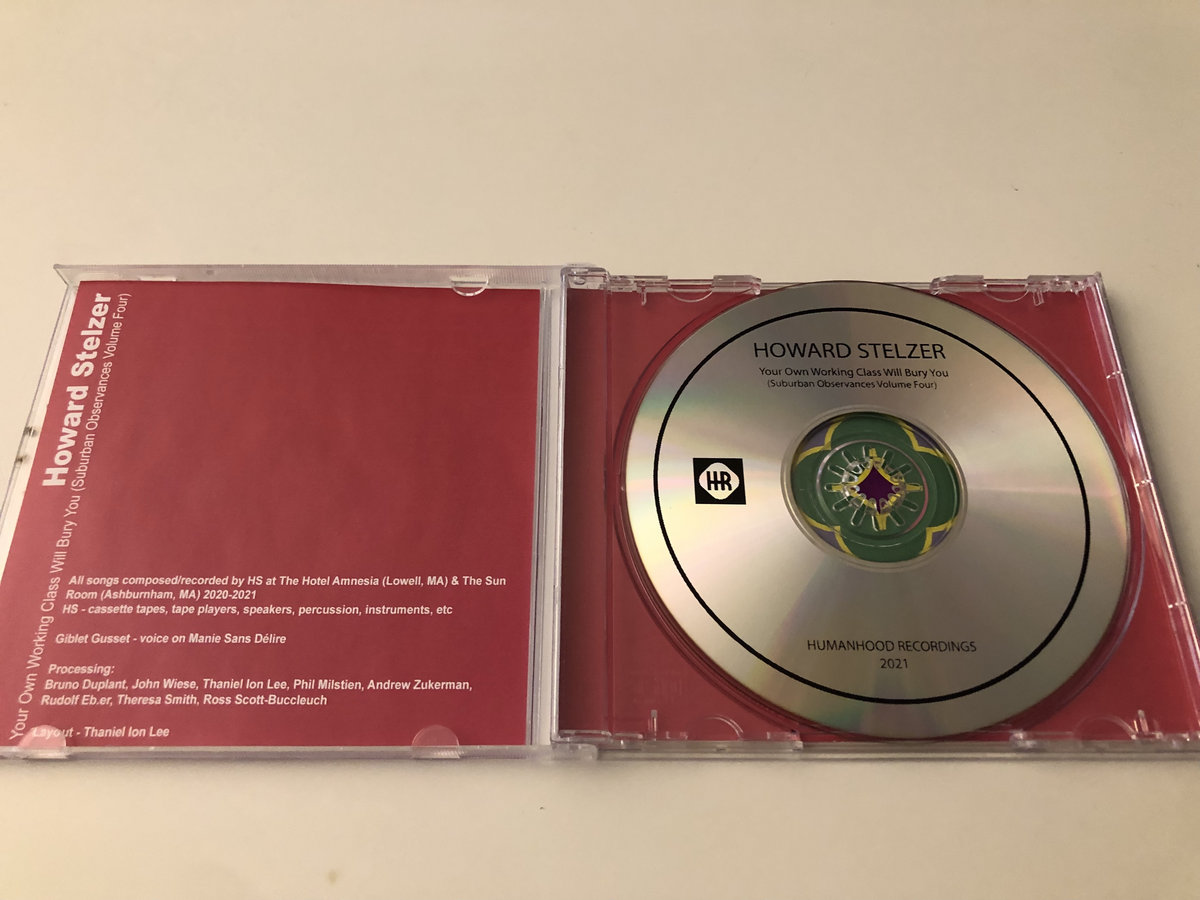 Howard Stelzer
Your Own Working Class Will Bury You (Suburban Observances Volume Four)
All songs composed/recorded by HS at The Hotel Amnesia (Lowell, MA) & The Sun
Room (Ashburnham, MA) 2020-2021
HS - cassette tapes, tape players, speakers, percussion, instruments, etc
Giblet Gusset - voice on Manie Sans Délire
Processing:
Bruno Duplant, John Wiese, Thaniel Ion Lee, Phil Milstien, Andrew Zukerman,
Rudolf Eb.er, Theresa Smith, Ross Scott-Buccleuch
Layout - Thaniel Ion Lee
HOWARD STELZER
Your Own Working Class Will Bury You
(Suburban Observances Volume Four)
HR
HUMANHOOD RECORDINGS
2021